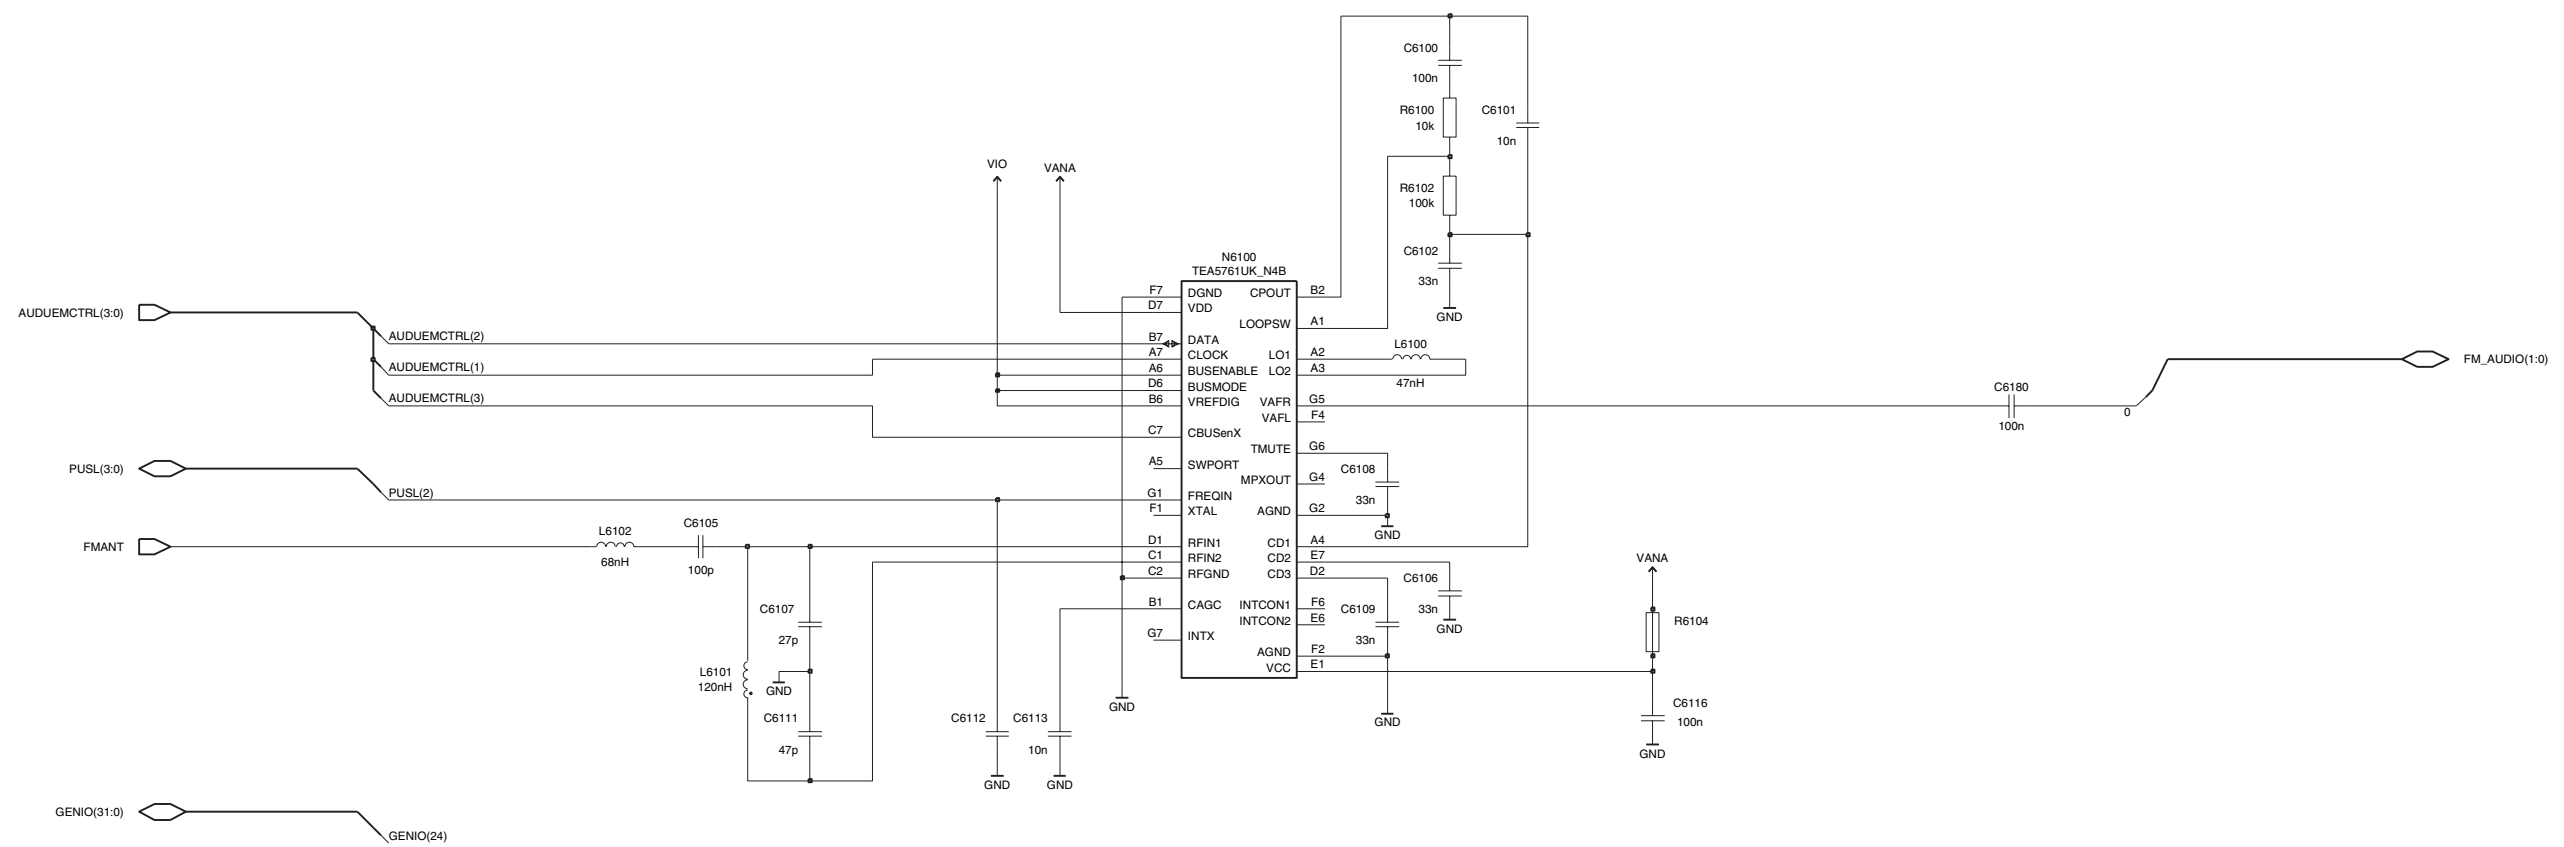 C6100
100n
R6100
10k
C6101
10n
VIO
VANA
R6102
100k
C6102
33n
GND
N6100
TEA5761UK_N4B
AUDUEMCTRL(3:0)
AUDUEMCTRL(2)
AUDUEMCTRL(1)
AUDUEMCTRL(3)
F7 DGND
D7 VDD
B7 DATA
A7 CLOCK
A6 BUSENABLE
D6 BUSMODE
B6 VREFDIG
C7 CBUSenX
A5 SWPORT
G1 FREQIN
F1 XTAL
D1 RFIN1
C1 RFIN2
C2 RFGND
B1 CAGC
G7 INTX
CPOUT B2
LOOPSW A1
LO1 A2
LO2 A3
VAFR G5
VAFL F4
TMUTE G6
MPXOUT G4
AGND G2
CD1 A4
CD2 E7
CD3 D2
INTCON1 F6
INTCON2 E6
AGND F2
VCC E1
L6100
47nH
FM_AUDIO(1:0)
C6180
100n
0
PUSL(3:0)
PUSL(2)
C6108
33n
GND
FMANT
L6102
68nH
C6105
100p
C6106
33n
GND
C6109
33n
GND
VANA
R6104
C6116
100n
GND
C6107
27p
L6101
120nH
GND
C6111
47p
C6112
GND
C6113
10n
GND
GND
GENIO(31:0)
GENIO(24)